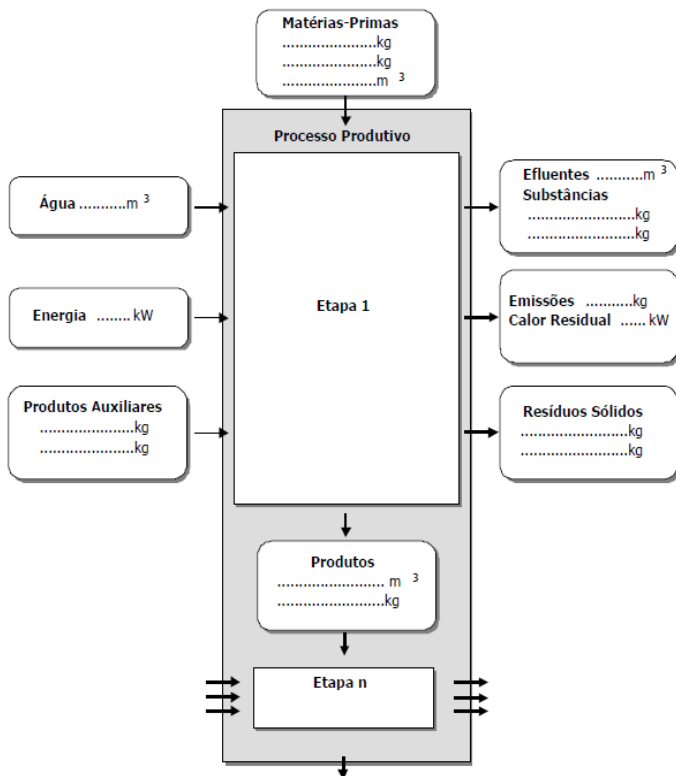 Matérias-Primas
......................kg
......................kg
......................m 3
Processo Produtivo
Água ...........m 3
Energia ........ kW
Produtos Auxiliares
......................kg
......................kg
Etapa 1
Efluentes ...........m 3
Substâncias
.........................kg
.........................kg
Emissões ...........kg
Calor Residual ...... kW
Resíduos Sólidos
.........................kg
.........................kg
Produtos
......................... m 3
.........................kg
Etapa n